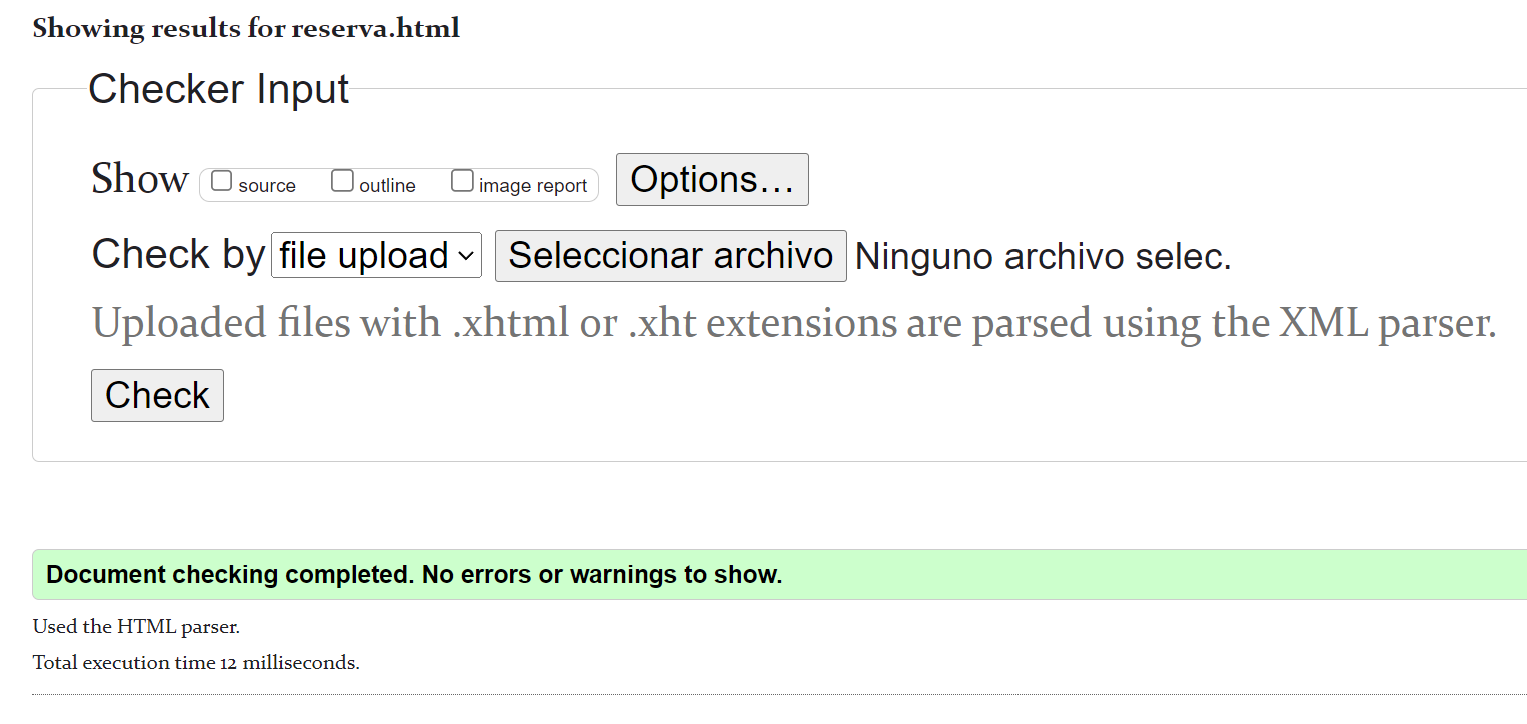 Showing results for reserva.html
Checker Input
Show source outline image report Options…
Check by file upload Seleccionar archivo Ninguno archivo selec.
Uploaded files with .xhtml or .xht extensions are parsed using the XML parser.
Check
Document checking completed. No errors or warnings to show.
Used the HTML parser.
Total execution time 12 milliseconds.